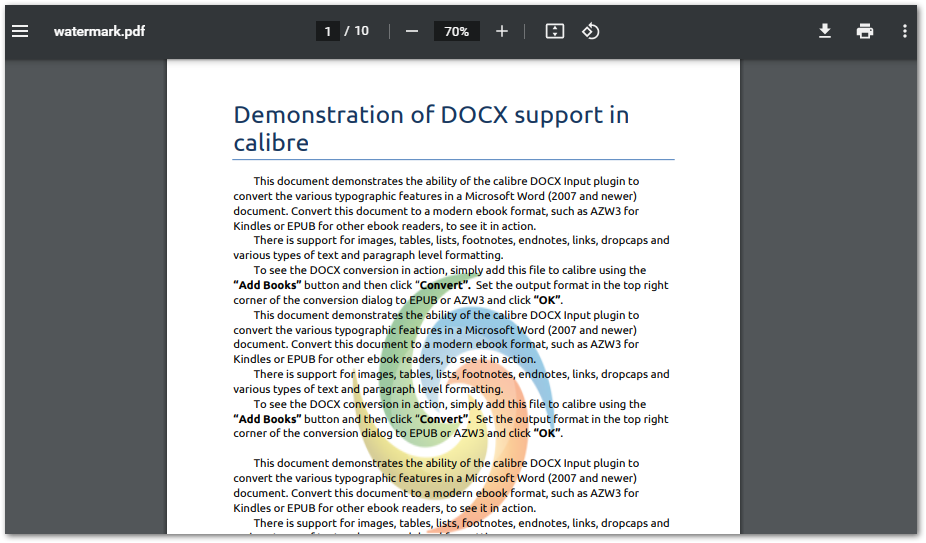 watermark.pdf
1 / 10
70%
Demonstration of DOCX support in
calibre
This document demonstrates the ability of the calibre DOCX Input plugin to
convert the various typographic features in a Microsoft Word (2007 and newer)
document. Convert this document to a modern ebook format, such as AZW3 for
Kindles or EPUB for other ebook readers, to see it in action.
There is support for images, tables, lists, footnotes, endnotes, links, dropcaps and
various types of text and paragraph level formatting.
To see the DOCX conversion in action, simply add this file to calibre using the
“Add Books” button and then click “Convert”.  Set the output format in the top right
corner of the conversion dialog to EPUB or AZW3 and click “OK”.
This document demonstrates the ability of the calibre DOCX Input plugin to
convert the various typographic features in a Microsoft Word (2007 and newer)
document. Convert this document to a modern ebook format, such as AZW3 for
Kindles or EPUB for other ebook readers, to see it in action.
There is support for images, tables, lists, footnotes, endnotes, links, dropcaps and
various types of text and paragraph level formatting.
To see the DOCX conversion in action, simply add this file to calibre using the
“Add Books” button and then click “Convert”.  Set the output format in the top right
corner of the conversion dialog to EPUB or AZW3 and click “OK”.
This document demonstrates the ability of the calibre DOCX Input plugin to
convert the various typographic features in a Microsoft Word (2007 and newer)
document. Convert this document to a modern ebook format, such as AZW3 for
Kindles or EPUB for other ebook readers, to see it in action.
There is support for images, tables, lists, footnotes, endnotes, links, dropcaps and